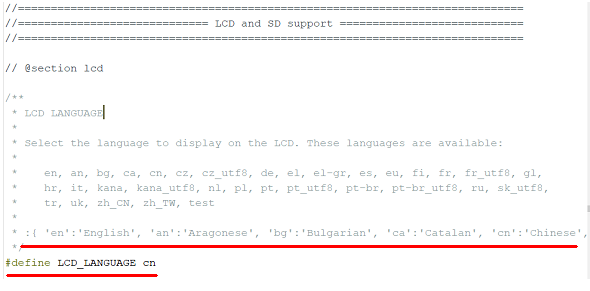 //============================================================================
//============================= LCD and SD support ============================
//============================================================================

// @section lcd

/**
 * LCD LANGUAGE
 *
 * Select the language to display on the LCD. These languages are available:
 *
 *    en, an, bg, ca, cn, cz, cz_utf8, de, el, el-gr, es, eu, fi, fr, fr_utf8, gl,
 *    hr, it, kana, kana_utf8, nl, pl, pt, pt_utf8, pt-br, pt-br_utf8, ru, sk_utf8,
 *    tr, uk, zh_CN, zh_TW, test
 *
 * :{ 'en':'English', 'an':'Aragonese', 'bg':'Bulgarian', 'ca':'Catalan', 'cn':'Chinese',
 */
#define LCD_LANGUAGE cn